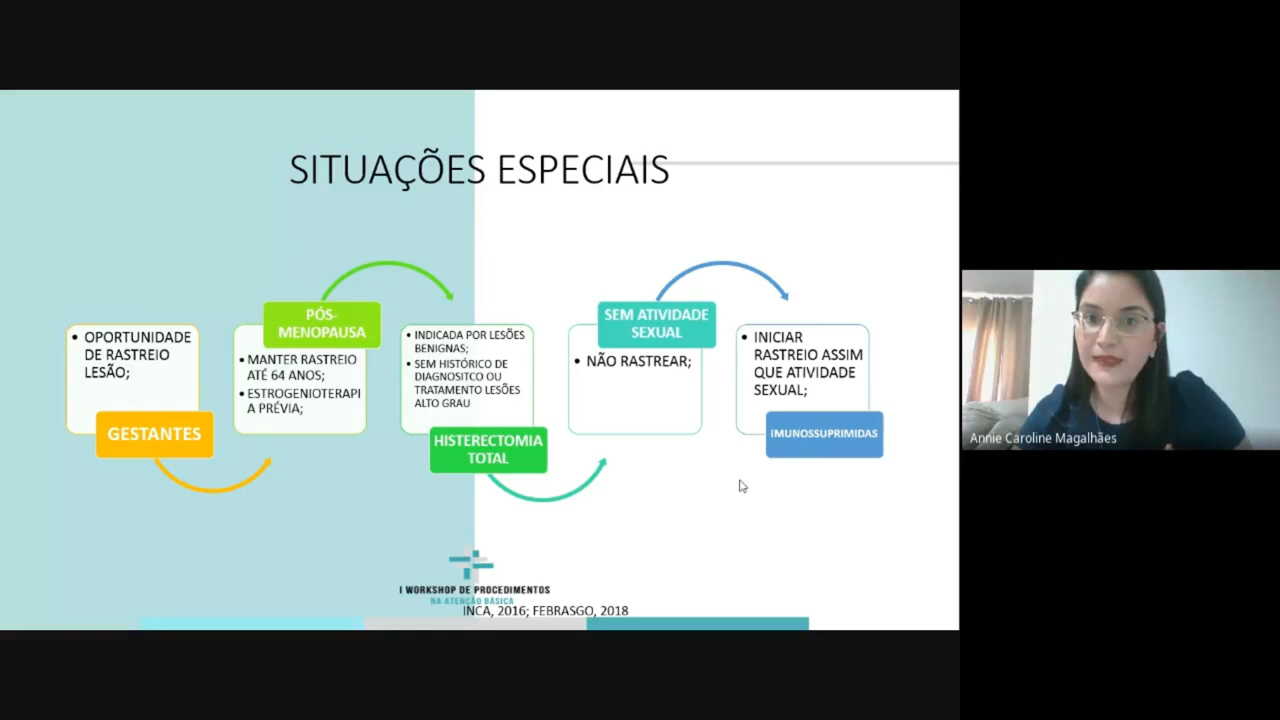 SITUAÇÕES ESPECIAIS
• OPORTUNIDADE
DE RASTREIO
LESÃO;
GESTANTES
PÓS-
MENOPAUSA
• MANTER RASTREIO
ATÉ 64 ANOS;
• ESTROGENIOTERAPI
A PRÉVIA;
• INDICADA POR LESÕES
BENIGNAS;
• SEM HISTÓRICO DE
DIAGNOSITCO OU
TRATAMENTO LESÕES
ALTO GRAU
HISTERECTOMIA
TOTAL
SEM ATIVIDADE
SEXUAL
• NÃO RASTREAR;
• INICIAR
RASTREIO ASSIM
QUE ATIVIDADE
SEXUAL;
IMUNOSSUPRIMIDAS
I WORKSHOP DE PROCEDIMENTOS
NA ATENÇÃO BÁSICA
INCA, 2016; FEBRASGO, 2018
Annie Caroline Magalhães